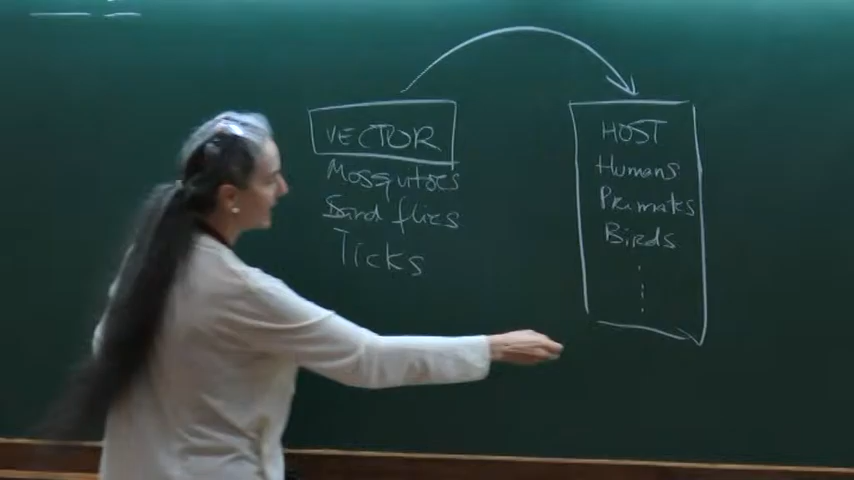 VECTOR
Mosquitoes
Sand flies
Ticks
HOST
Humans
Primates
Birds